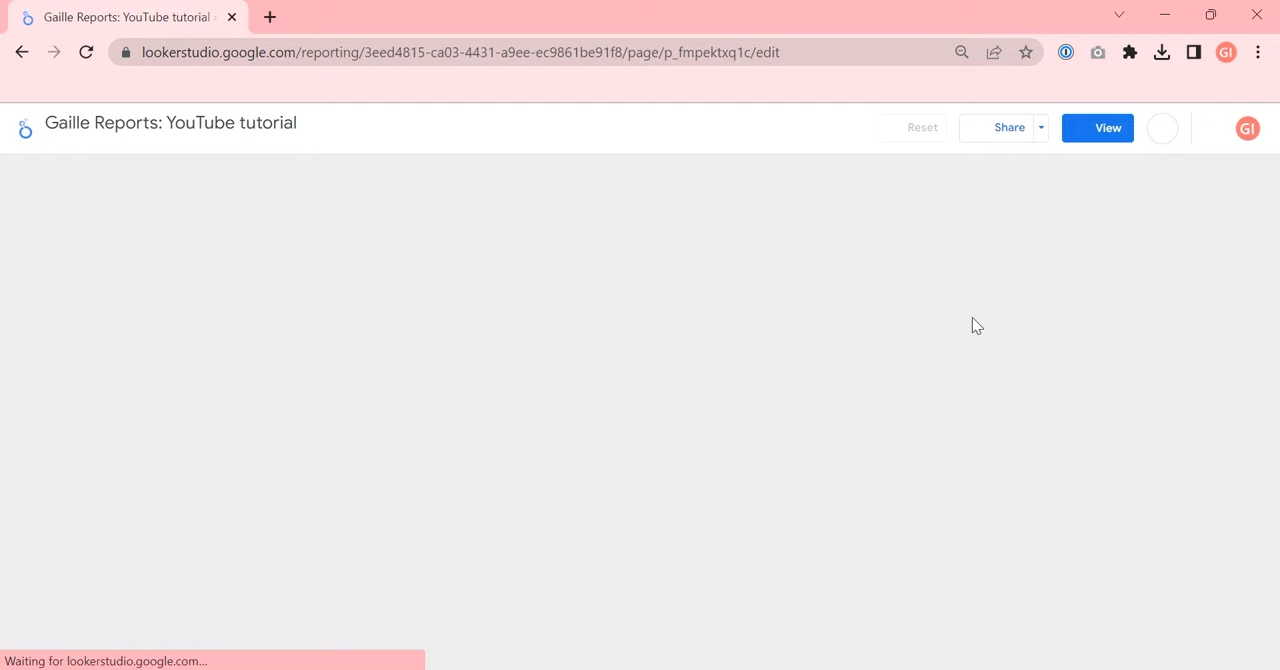 Gaille Reports: YouTube tutorial
lookerstudio.google.com/reporting/3eed4815-ca03-4431-a9ee-ec9861be91f8/page/p_fmpektxq1c/edit
GI
Gaille Reports: YouTube tutorial
Reset
Share
View
GI
Waiting for lookerstudio.google.com...